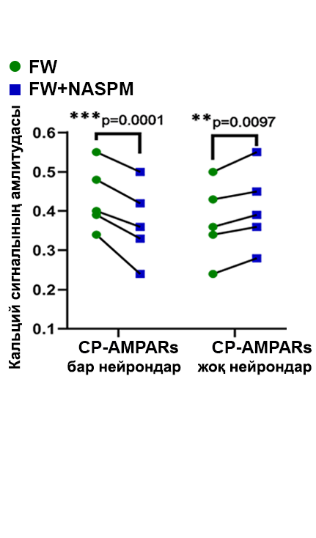 FW
FW+NASPM
***p=0.0001
**p=0.0097
Кальций сигналының амлитудасы
0.6
0.5
0.4
0.3
0.2
0.1
CP-AMPARs
бар нейрондар
CP-AMPARs
жоқ нейрондар